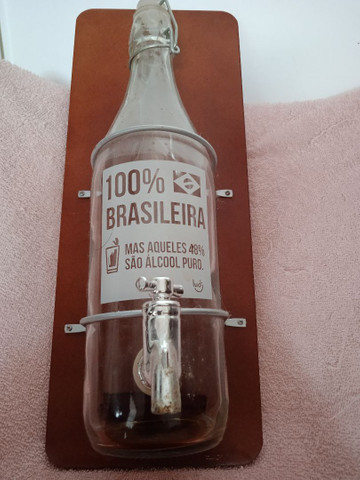 100%
BRASILEIRA
MAS AQUELES 48%
SÃO ÁLCOOL PURO.